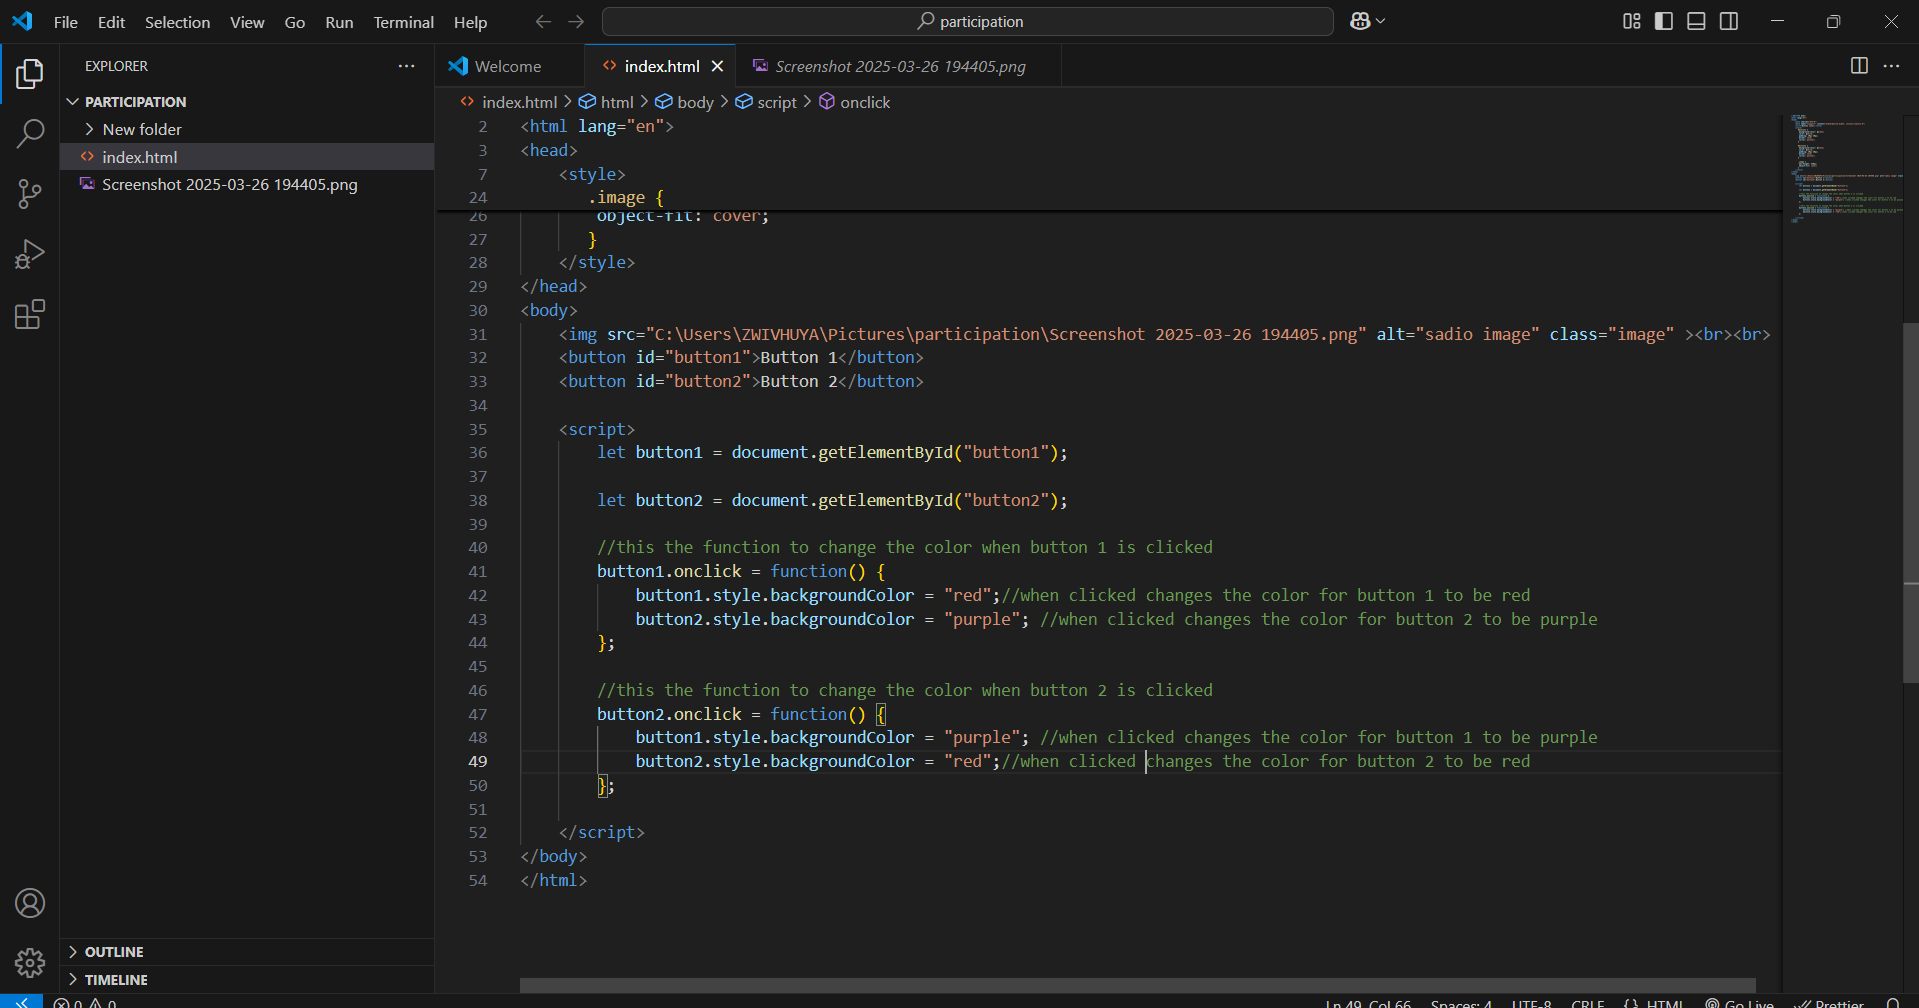 File Edit Selection View Go Run Terminal Help
participation
EXPLORER
PARTICIPATION
New folder
index.html
Screenshot 2025-03-26 194405.png
OUTLINE
TIMELINE
Welcome
index.html
Screenshot 2025-03-26 194405.png
index.html > html > body > script > onclick
2 <html lang="en">
3 <head>
7 <style>
24 .image {
26 object-fit: cover;
27 }
28 </style>
29 </head>
30 <body>
31 <img src="C:\Users\ZWIVHUYA\Pictures\participation\Screenshot 2025-03-26 194405.png" alt="sadio image" class="image" ><br><br>
32 <button id="button1">Button 1</button>
33 <button id="button2">Button 2</button>
34
35 <script>
36 let button1 = document.getElementById("button1");
37
38 let button2 = document.getElementById("button2");
39
40 //this the function to change the color when button 1 is clicked
41 button1.onclick = function() {
42 button1.style.backgroundColor = "red";//when clicked changes the color for button 1 to be red
43 button2.style.backgroundColor = "purple"; //when clicked changes the color for button 2 to be purple
44 };
45
46 //this the function to change the color when button 2 is clicked
47 button2.onclick = function() {
48 button1.style.backgroundColor = "purple"; //when clicked changes the color for button 1 to be purple
49 button2.style.backgroundColor = "red";//when clicked changes the color for button 2 to be red
50 };
51
52 </script>
53 </body>
54 </html>
0 0 Ln 49, Col 66 Spaces: 4 UTF-8 CRLF {} HTML Go Live Prettier